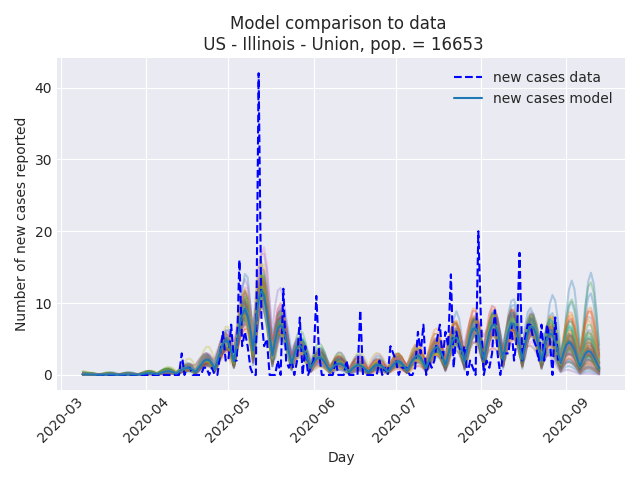 Model comparison to data
US - Illinois - Union, pop. = 16653
new cases data
new cases model
Number of new cases reported
40
30
20
10
0
2020-03
2020-04
2020-05
2020-06
2020-07
2020-08
2020-09
Day